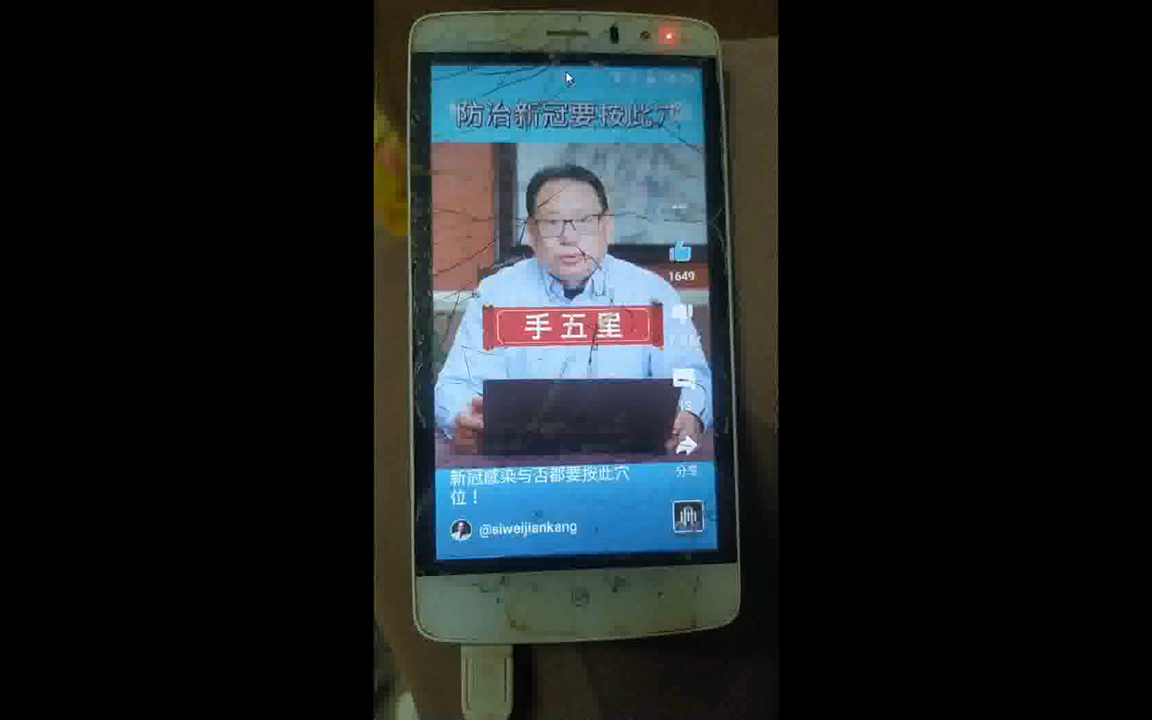 防治新冠要按此穴
1649
手五星
分享
新冠感染与否都要按此穴
位！
@siweijiankang